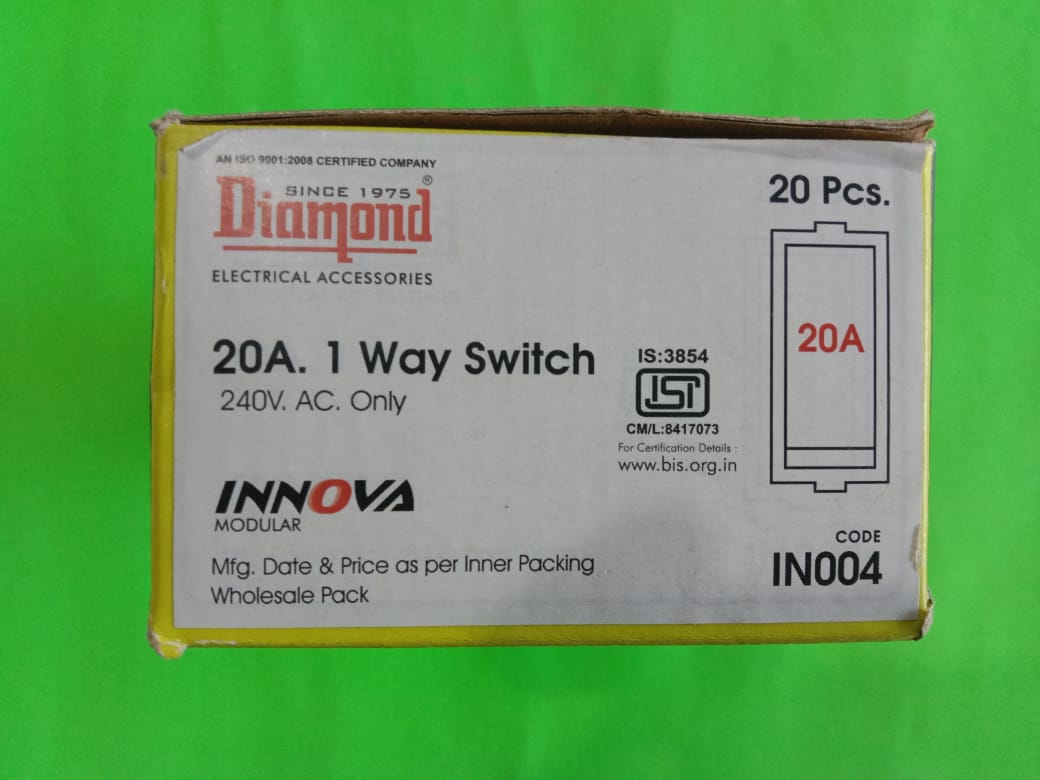 AN ISO 9001:2008 CERTIFIED COMPANY
SINCE 1975 ®
Diamond
ELECTRICAL ACCESSORIES
20 Pcs.
20A
20A. 1 Way Switch
240V. AC. Only
IS:3854
ISI
CM/L:8417073
For Certification Details :
www.bis.org.in
INNOVA
MODULAR
Mfg. Date & Price as per Inner Packing
Wholesale Pack
CODE
IN004